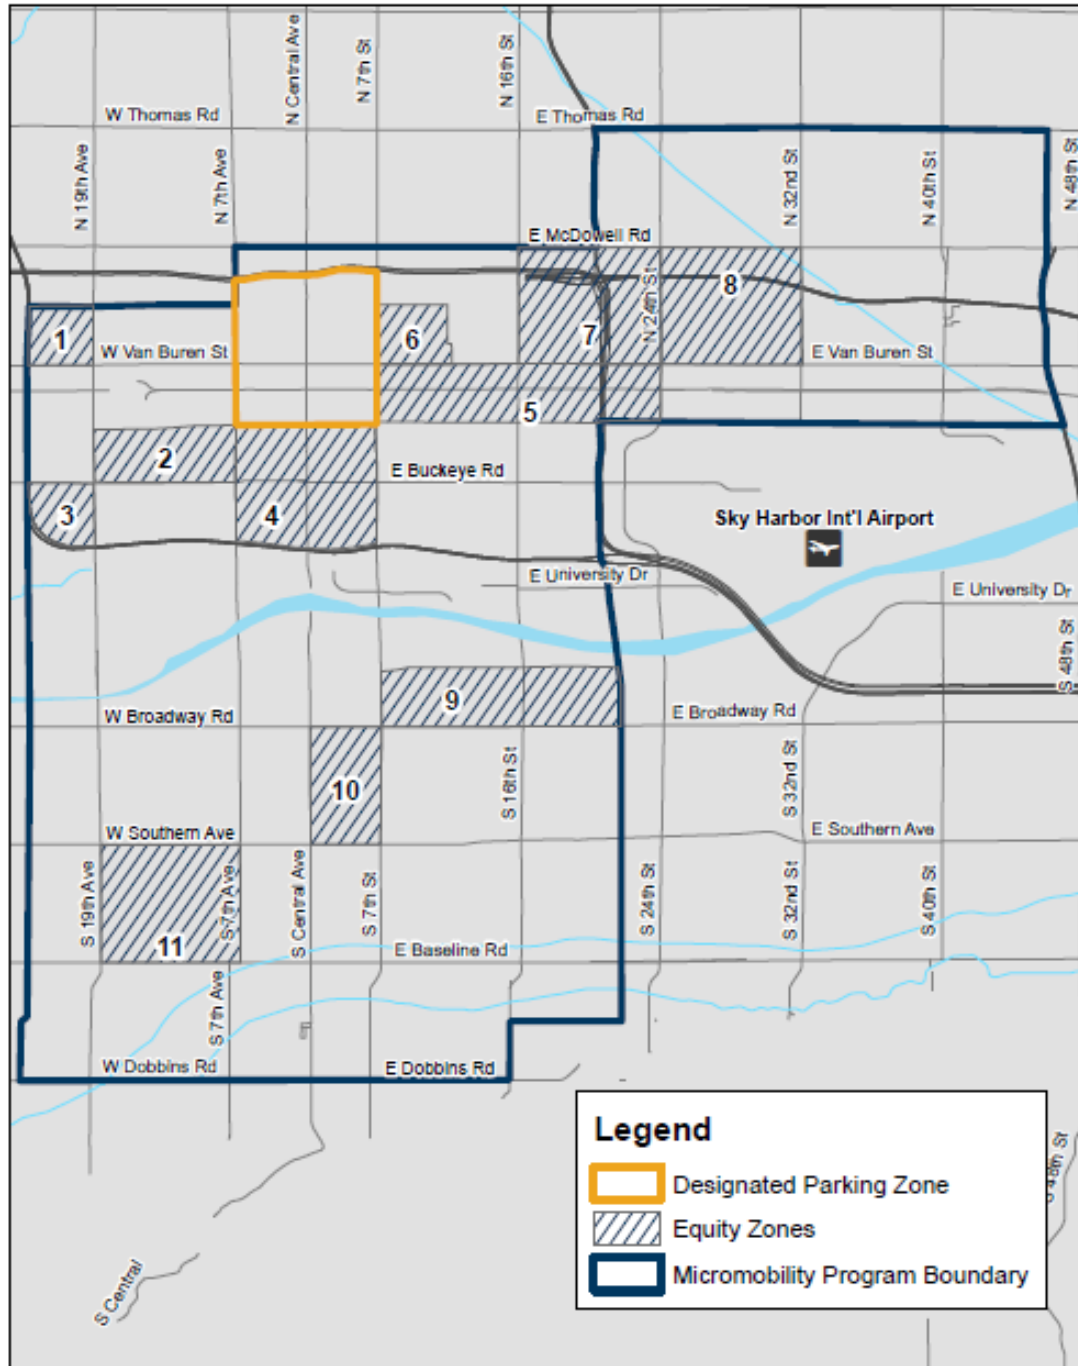 N Central Ave
N 7th St
N 16th St
W Thomas Rd
E Thomas Rd
N 19th Ave
N 7th Ave
N 32nd St
N 40th St
N 48th St
E McDowell Rd
N 24th St
8
1
6
7
W Van Buren St
E Van Buren St
5
2
E Buckeye Rd
3
4
Sky Harbor Int'l Airport
E University Dr
E University Dr
S 48th St
9
W Broadway Rd
E Broadway Rd
S 16th St
S 32nd St
10
W Southern Ave
E Southern Ave
S 19th Ave
S 7th Ave
S Central Ave
S 7th St
S 24th St
S 32nd St
S 40th St
11
E Baseline Rd
S 7th Ave
W Dobbins Rd
E Dobbins Rd
Legend
Designated Parking Zone
Equity Zones
Micromobility Program Boundary
S 48th St
S Central